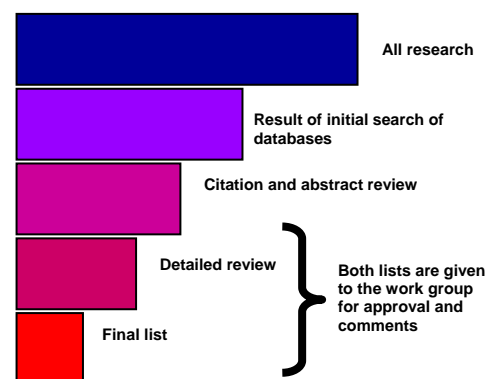 All research
Result of initial search of
databases
Citation and abstract review
Detailed review
Both lists are given
to the work group
for approval and
comments
Final list